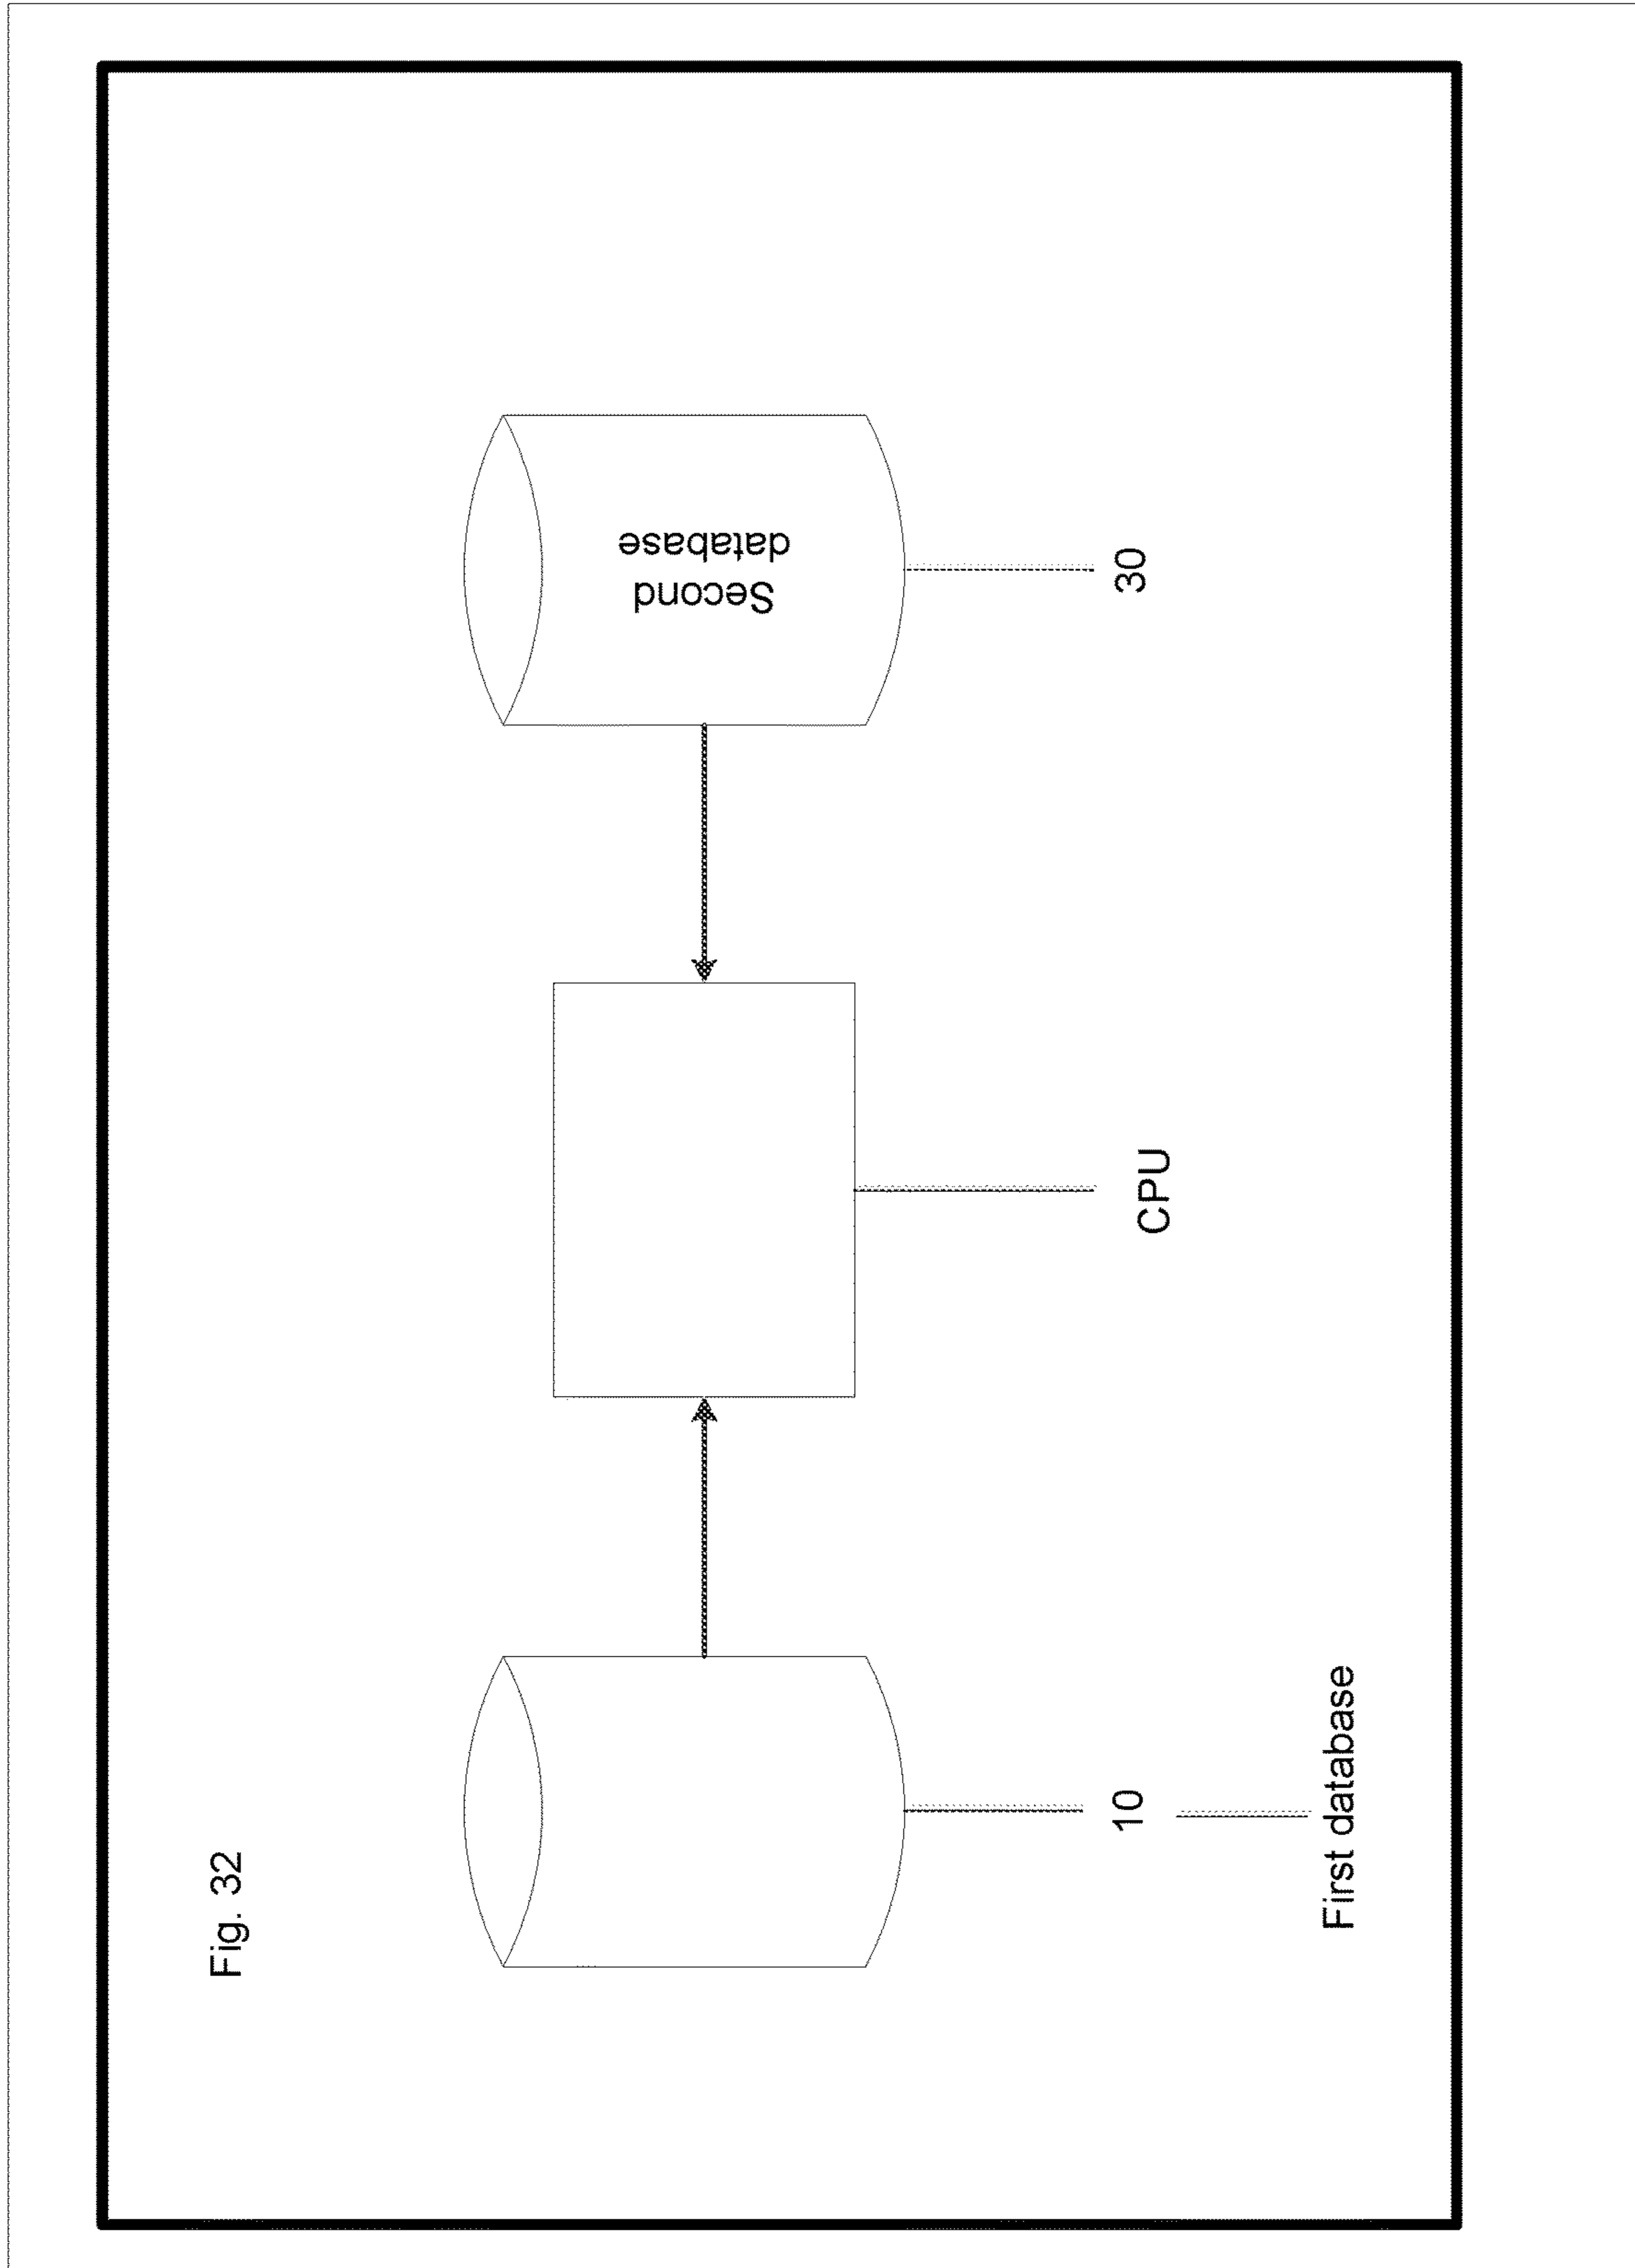 Fig. 32
Second
database
10
CPU
30
First database